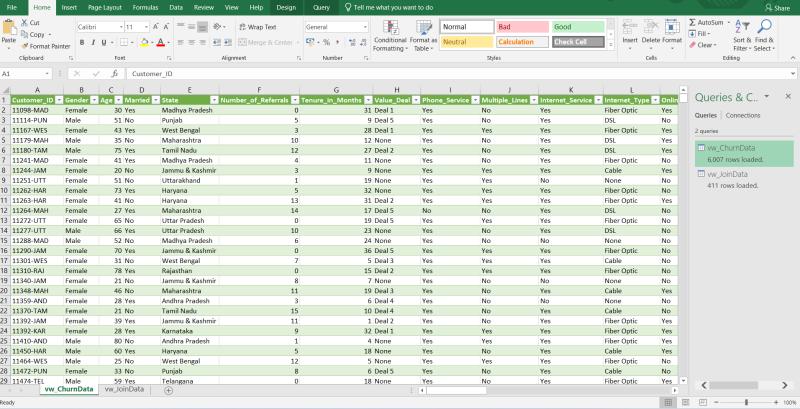 File Home Insert Page Layout Formulas Data Review View Design Query Tell me what you want to do Share
Cut Calibri 11 A A Wrap Text General Normal Bad Good AutoSum
Copy Fill
Paste Format Painter B I U Merge & Center % Conditional Format as Neutral Calculation Check Cell Insert Delete Format Clear Sort & Find &
Formatting Table Filter Select
Clipboard Font Alignment Number Styles Cells Editing
A1 fx Customer_ID
A B C D E F G H I J K L
1 Customer_ID Gender Age Married State Number_of_Referrals Tenure_in_Months Value_Deal Phone_Service Multiple_Lines Internet_Service Internet_Type Onlin
2 11098-MAD Female 30 Yes Madhya Pradesh 0 31 Deal 1 Yes No Yes Fiber Optic Yes
3 11114-PUN Male 51 No Punjab 5 9 Deal 5 Yes No Yes DSL No
4 11167-WES Female 43 Yes West Bengal 3 28 Deal 1 Yes Yes Yes Fiber Optic Yes
5 11179-MAH Male 35 No Maharashtra 10 12 None Yes No Yes DSL No
6 11180-TAM Male 75 Yes Tamil Nadu 12 27 Deal 2 Yes No Yes DSL No
7 11241-MAD Female 41 Yes Madhya Pradesh 4 11 None Yes No Yes Fiber Optic No
8 11244-JAM Female 20 No Jammu & Kashmir 3 9 None Yes Yes Yes Cable Yes
9 11251-UTT Female 51 No Uttarakhand 1 19 None Yes Yes No None No
10 11262-HAR Female 73 Yes Haryana 5 32 None Yes Yes Yes Fiber Optic Yes
11 11263-HAR Female 41 No Haryana 13 31 Deal 2 Yes Yes Yes Fiber Optic Yes
12 11264-MAH Female 27 Yes Maharashtra 14 17 Deal 5 No No Yes DSL No
13 11272-UTT Female 65 No Uttar Pradesh 0 19 Deal 5 Yes Yes Yes Fiber Optic No
14 11277-UTT Male 66 Yes Uttar Pradesh 10 23 None Yes No Yes DSL No
15 11288-MAD Male 52 No Madhya Pradesh 6 24 None Yes No No None No
16 11290-JAM Female 70 Yes Jammu & Kashmir 0 36 Deal 5 Yes Yes Yes Fiber Optic No
17 11301-WES Female 31 No West Bengal 7 5 Deal 3 Yes Yes Yes Cable No
18 11310-RAJ Female 78 Yes Rajasthan 0 15 Deal 2 Yes Yes Yes Fiber Optic No
19 11340-JAM Female 21 No Jammu & Kashmir 8 7 None Yes No No None No
20 11348-MAH Female 46 No Maharashtra 11 19 Deal 3 Yes No Yes Cable Yes
21 11359-AND Female 28 Yes Andhra Pradesh 3 6 Deal 4 Yes No No None No
22 11370-TAM Female 21 No Tamil Nadu 15 10 Deal 4 Yes No Yes Cable No
23 11392-JAM Female 39 Yes Jammu & Kashmir 11 1 Deal 2 Yes No Yes Fiber Optic No
24 11392-KAR Female 28 Yes Karnataka 9 32 Deal 1 Yes Yes Yes Fiber Optic Yes
25 11410-AND Male 80 No Andhra Pradesh 1 4 None Yes Yes Yes Fiber Optic No
26 11450-HAR Male 60 Yes Haryana 5 18 None Yes No Yes Cable Yes
27 11464-WES Male 25 No West Bengal 12 5 None Yes Yes Yes Fiber Optic No
28 11472-PUN Male 33 No Punjab 8 6 Deal 5 Yes No Yes Cable No
29 11474-TEL Male 59 Yes Telangana 0 18 None Yes Yes Yes Fiber Optic Yes
Queries & C...
Queries Connections
2 queries
vw_ChurnData
6,007 rows loaded.
vw_JoinData
411 rows loaded.
vw_ChurnData vw_JoinData
Ready 100%